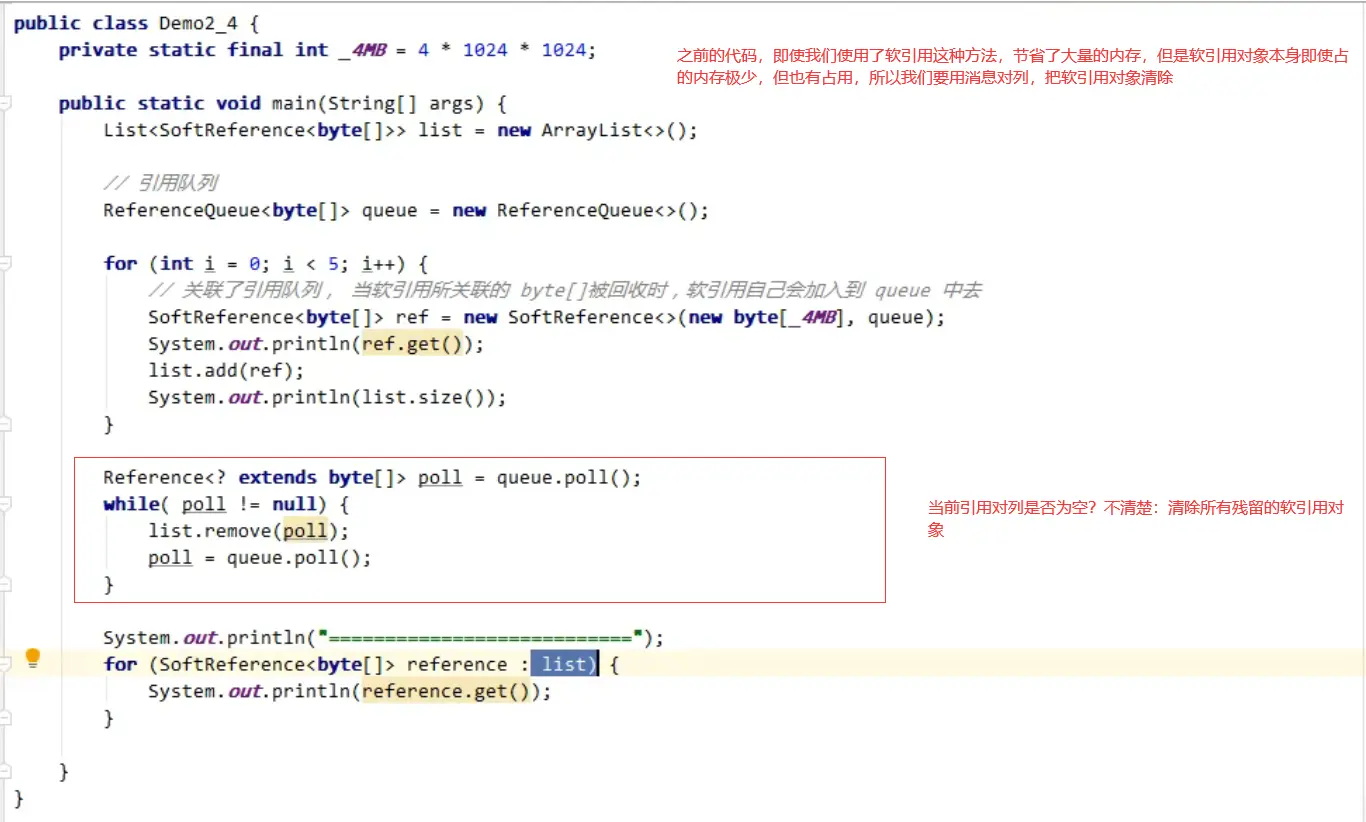 public class Demo2_4 {
private static final int _4MB = 4 * 1024 * 1024;
之前的代码，即使我们使用了软引用这种方法，节省了大量的内存，但是软引用对象本身即使占
的内存极少，但也有占用，所以我们要用消息对列，把软引用对象清除
public static void main(String[] args) {
List<SoftReference<byte[]>> list = new ArrayList<>();
// 引用队列
ReferenceQueue<byte[]> queue = new ReferenceQueue<>();
for (int i = 0; i < 5; i++) {
// 关联了引用队列， 当软引用所关联的 byte[]被回收时，软引用自己会加入到 queue 中去
SoftReference<byte[]> ref = new SoftReference<>(new byte[_4MB], queue);
System.out.println(ref.get());
list.add(ref);
System.out.println(list.size());
}
Reference<? extends byte[]> poll = queue.poll();
while( poll != null) {
list.remove(poll);
poll = queue.poll();
}
当前引用对列是否为空？不清楚：清除所有残留的软引用对
象
System.out.println("===========================");
for (SoftReference<byte[]> reference : list) {
System.out.println(reference.get());
}
}
}